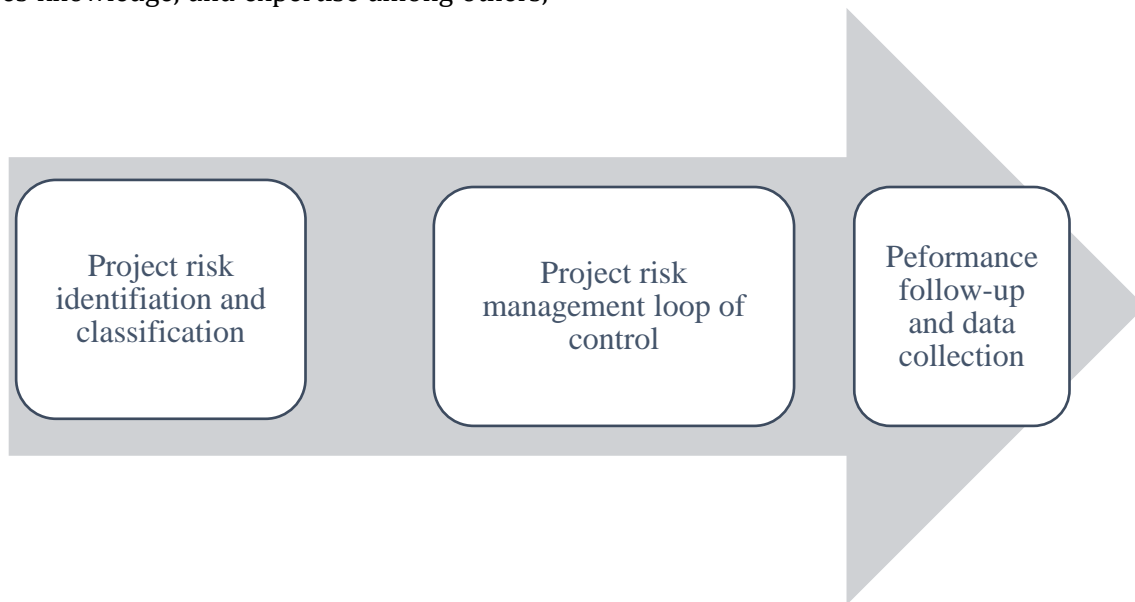 es knowledge, and expertise among others,
Project risk
identifiation and
classification
Project risk
management loop of
control
Peformance
follow-up
and data
collection